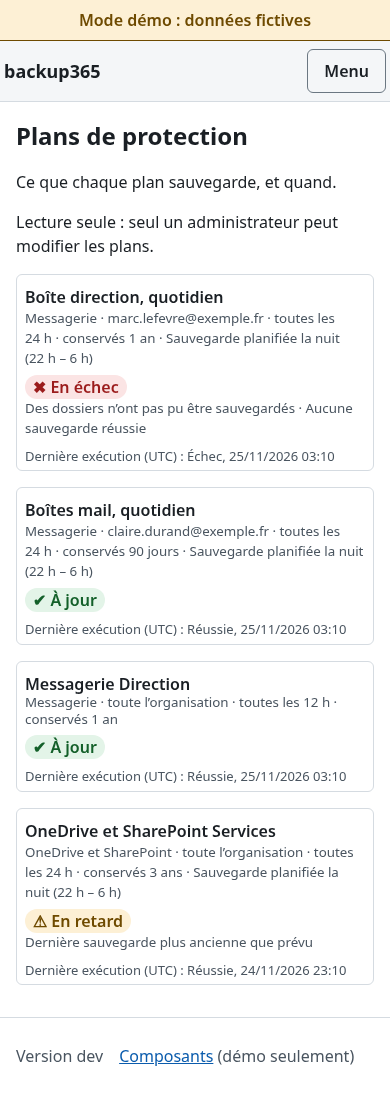 Mode démo : données fictives
backup365
Menu
Plans de protection
Ce que chaque plan sauvegarde, et quand.
Lecture seule : seul un administrateur peut
modifier les plans.
Boîte direction, quotidien
Messagerie · marc.lefevre@exemple.fr · toutes les
24 h · conservés 1 an · Sauvegarde planifiée la nuit
(22 h – 6 h)
✖ En échec
Des dossiers n’ont pas pu être sauvegardés · Aucune
sauvegarde réussie
Dernière exécution (UTC) : Échec, 25/11/2026 03:10
Boîtes mail, quotidien
Messagerie · claire.durand@exemple.fr · toutes les
24 h · conservés 90 jours · Sauvegarde planifiée la nuit
(22 h – 6 h)
✔ À jour
Dernière exécution (UTC) : Réussie, 25/11/2026 03:10
Messagerie Direction
Messagerie · toute l’organisation · toutes les 12 h ·
conservés 1 an
✔ À jour
Dernière exécution (UTC) : Réussie, 25/11/2026 03:10
OneDrive et SharePoint Services
OneDrive et SharePoint · toute l’organisation · toutes
les 24 h · conservés 3 ans · Sauvegarde planifiée la
nuit (22 h – 6 h)
⚠ En retard
Dernière sauvegarde plus ancienne que prévu
Dernière exécution (UTC) : Réussie, 24/11/2026 23:10
Version dev Composants (démo seulement)